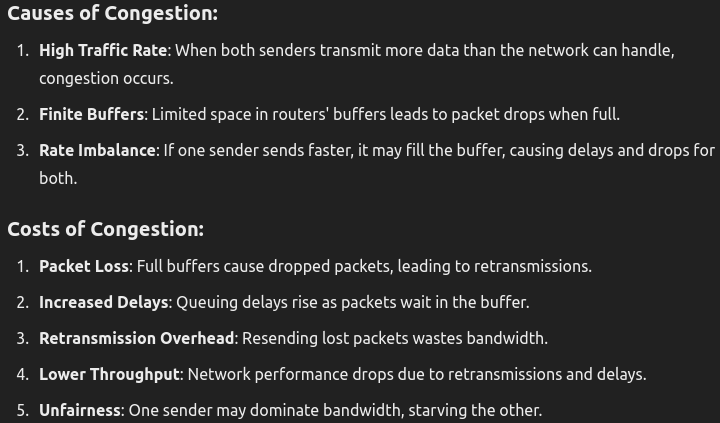 Causes of Congestion:
1. High Traffic Rate: When both senders transmit more data than the network can handle,
congestion occurs.
2. Finite Buffers: Limited space in routers' buffers leads to packet drops when full.
3. Rate Imbalance: If one sender sends faster, it may fill the buffer, causing delays and drops for
both.
Costs of Congestion:
1. Packet Loss: Full buffers cause dropped packets, leading to retransmissions.
2. Increased Delays: Queuing delays rise as packets wait in the buffer.
3. Retransmission Overhead: Resending lost packets wastes bandwidth.
4. Lower Throughput: Network performance drops due to retransmissions and delays.
5. Unfairness: One sender may dominate bandwidth, starving the other.